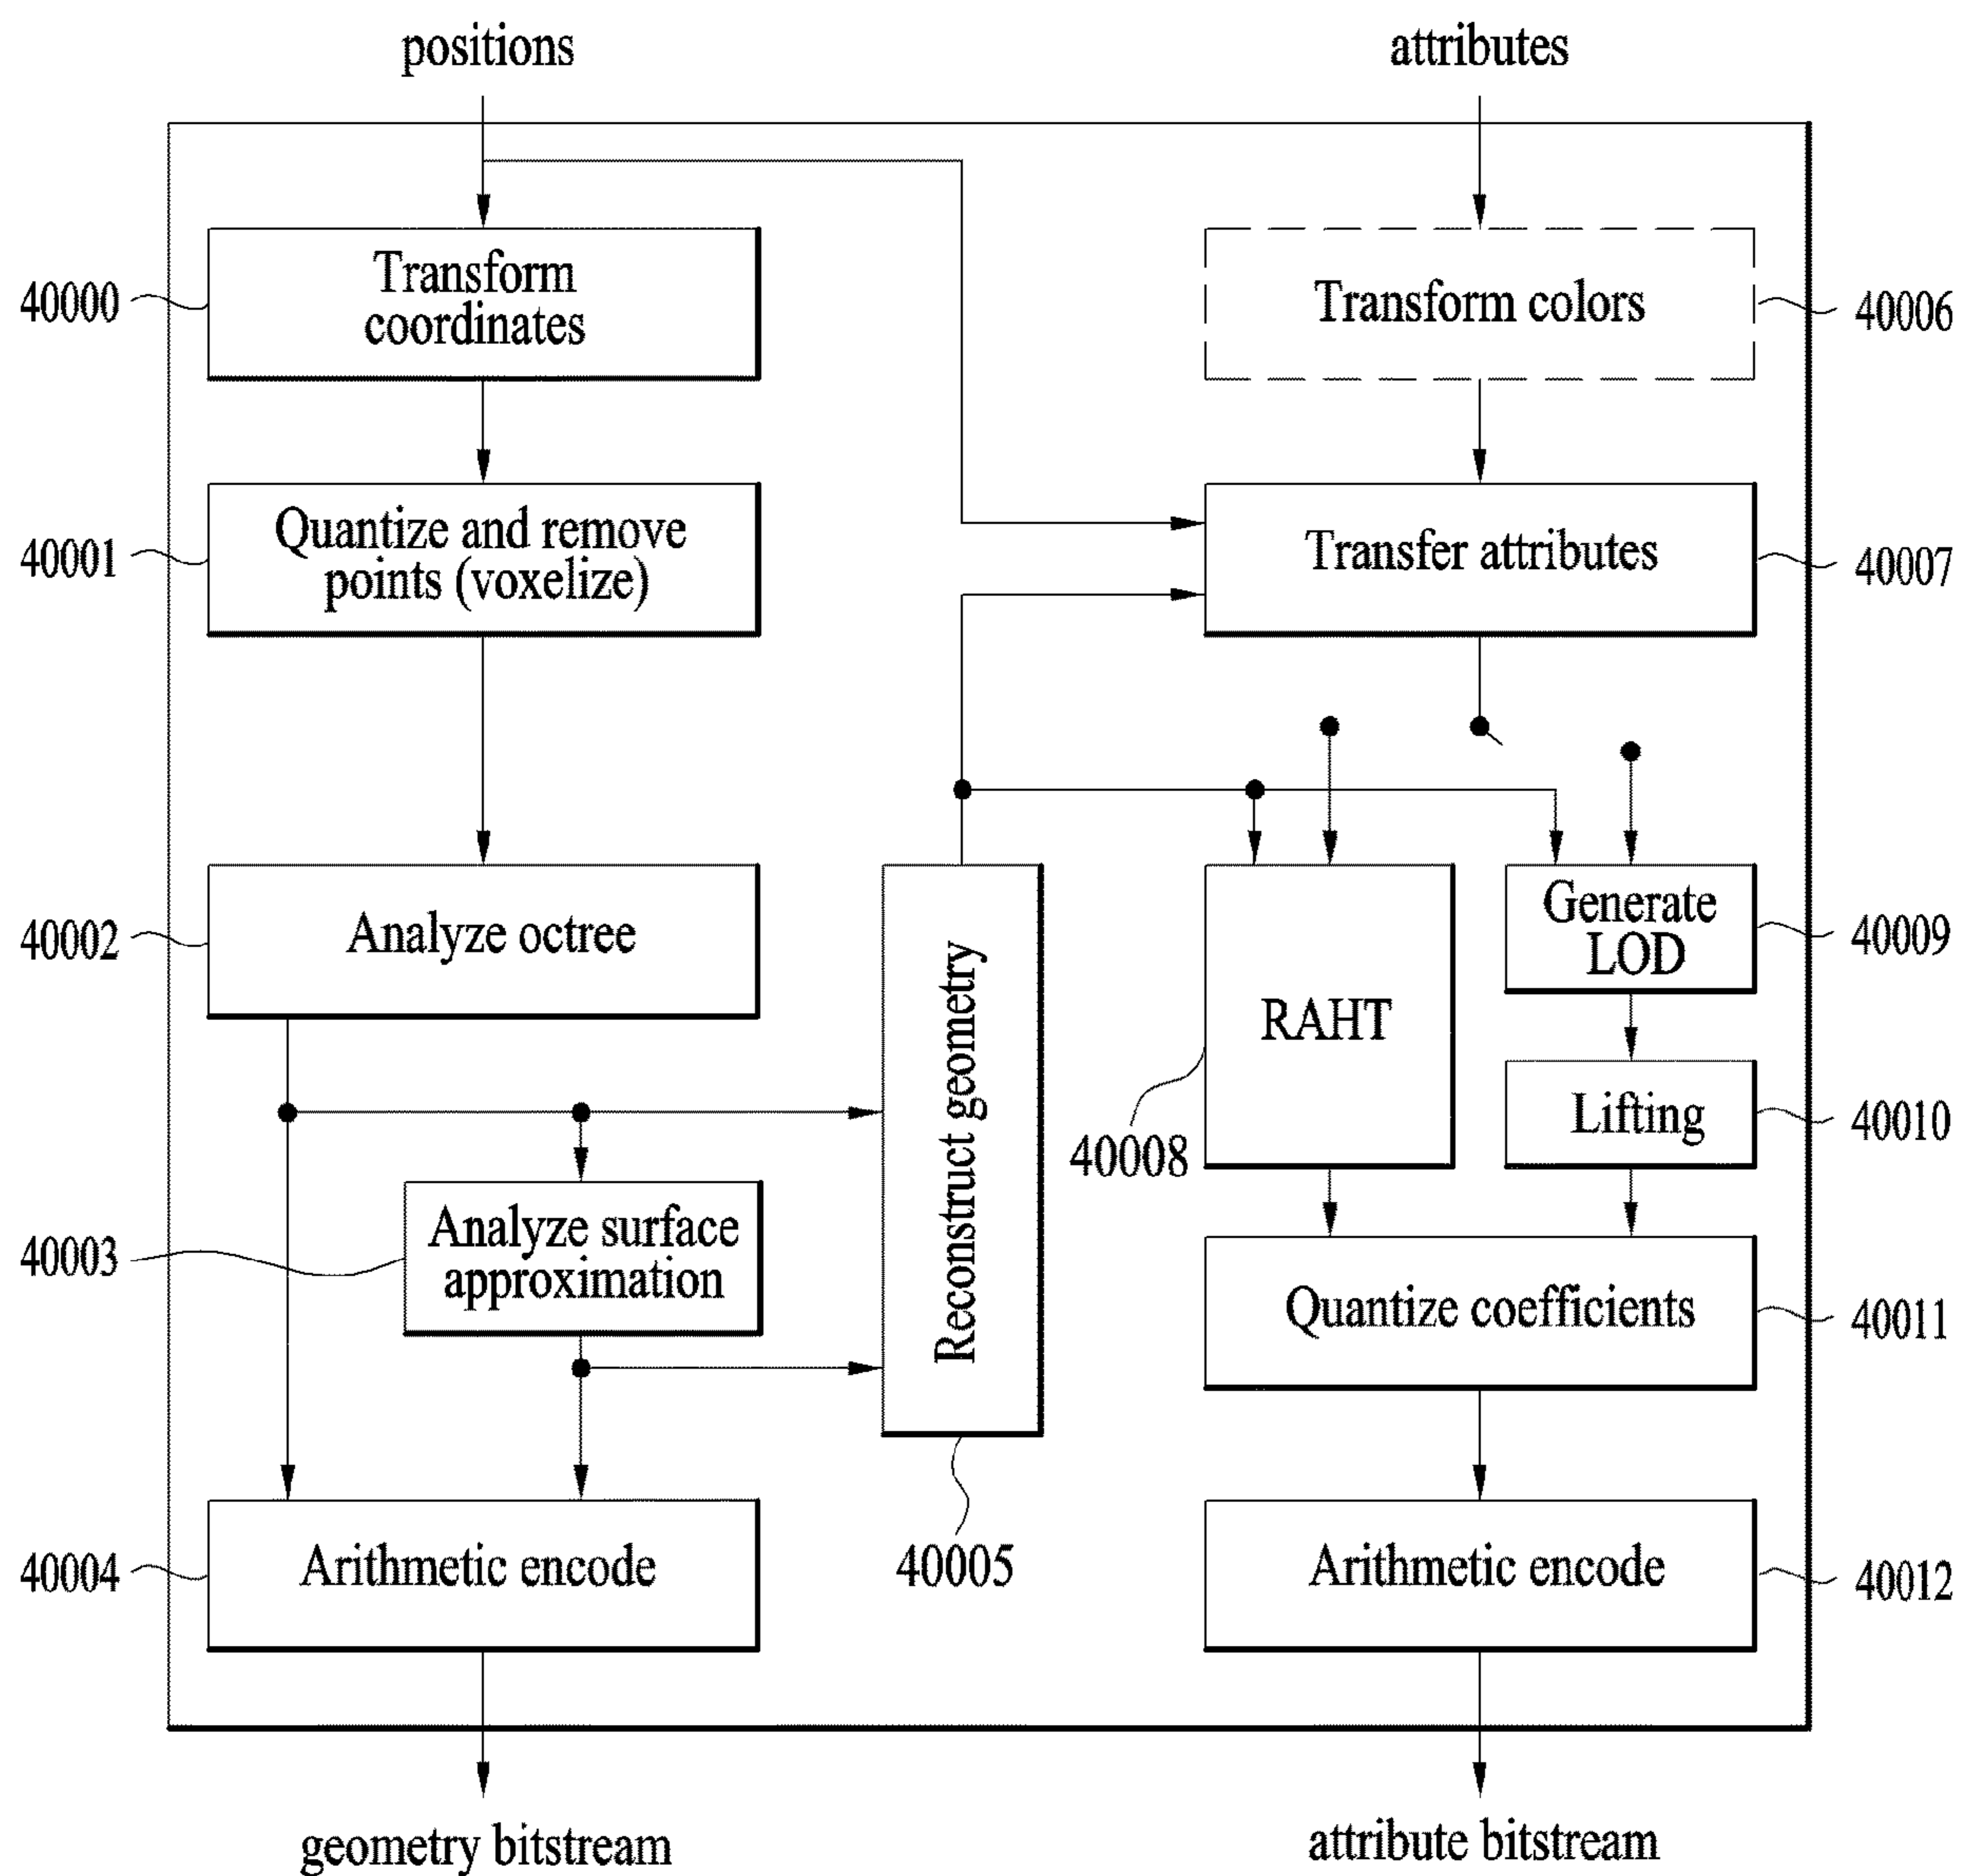 positions
attributes
40000
Transform
coordinates
Transform colors
40006
40001
Quantize and remove
points (voxelize)
Transfer attributes
40007
40002
Analyze octree
Reconstruct geometry
RAHT
Generate
LOD
40009
40008
Lifting
40010
40003
Analyze surface
approximation
Quantize coefficients
40011
40004
Arithmetic encode
40005
Arithmetic encode
40012
geometry bitstream
attribute bitstream